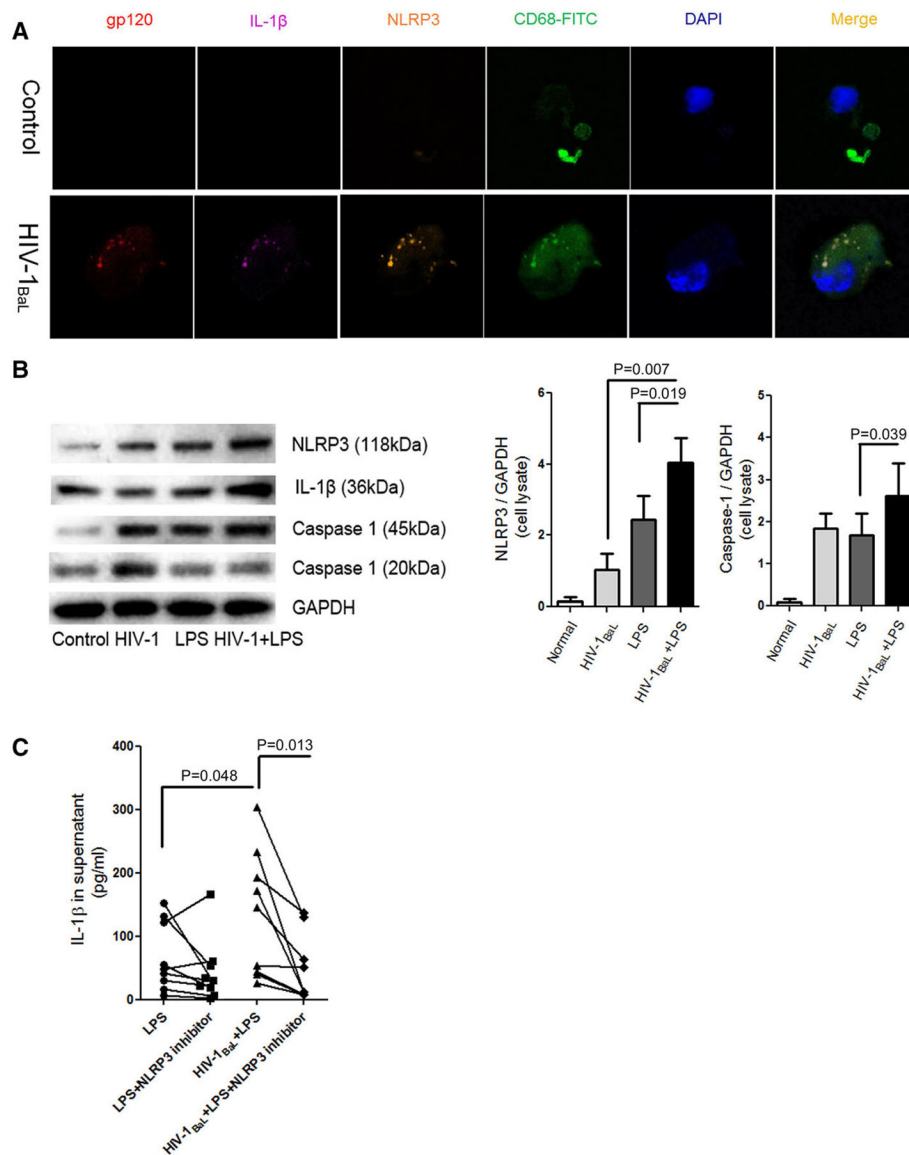 A
gp120 IL-1β NLRP3 CD68-FITC DAPI Merge
Control
HIV-1BaL
B
NLRP3 (118kDa)
IL-1β (36kDa)
Caspase 1 (45kDa)
Caspase 1 (20kDa)
GAPDH
Control HIV-1 LPS HIV-1+LPS
NLRP3 / GAPDH
(cell lysate)
6
4
2
0
P=0.007
P=0.019
Normal
HIV-1BaL
LPS
HIV-1BaL +LPS
Caspase-1 / GAPDH
(cell lysate)
5
4
3
2
1
0
P=0.039
Normal
HIV-1BaL
LPS
HIV-1BaL +LPS
C
IL-1β in supernatant
(pg/ml)
400
300
200
100
0
P=0.048
P=0.013
LPS
LPS+NLRP3 inhibitor
HIV-1BaL+LPS
HIV-1BaL+LPS+NLRP3 inhibitor